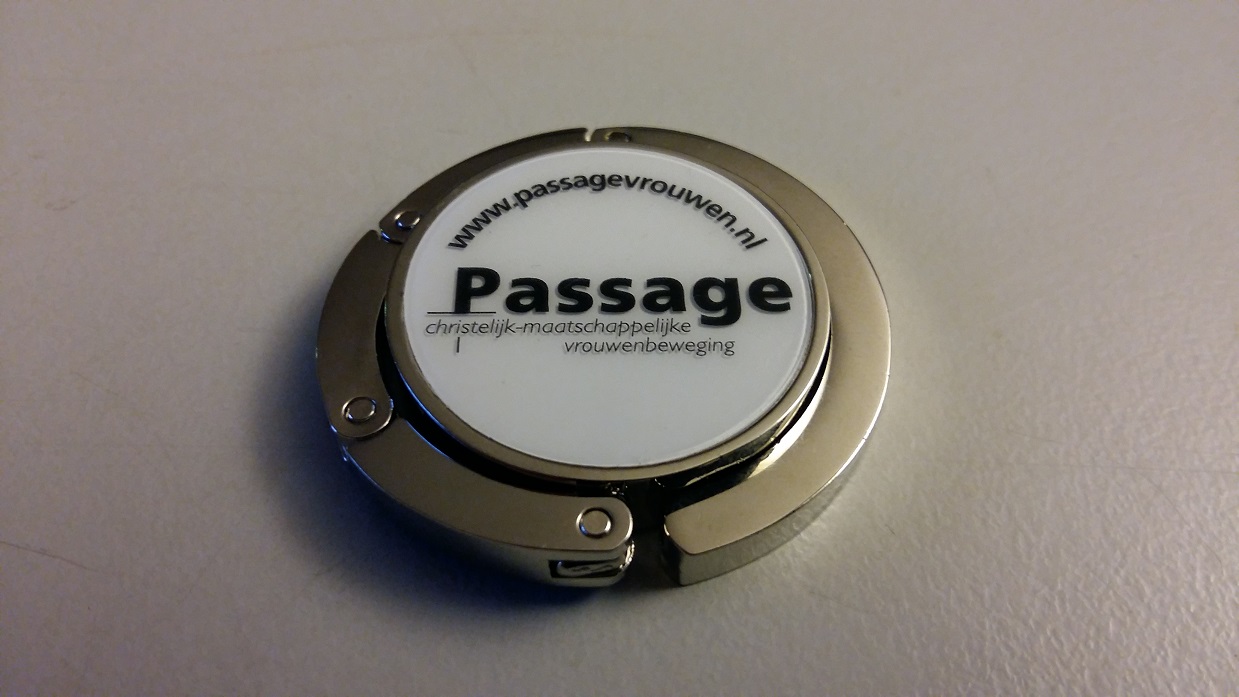 www.passagevrouwen.nl
Passage
christelijk-maatschappelijke
vrouwenbeweging